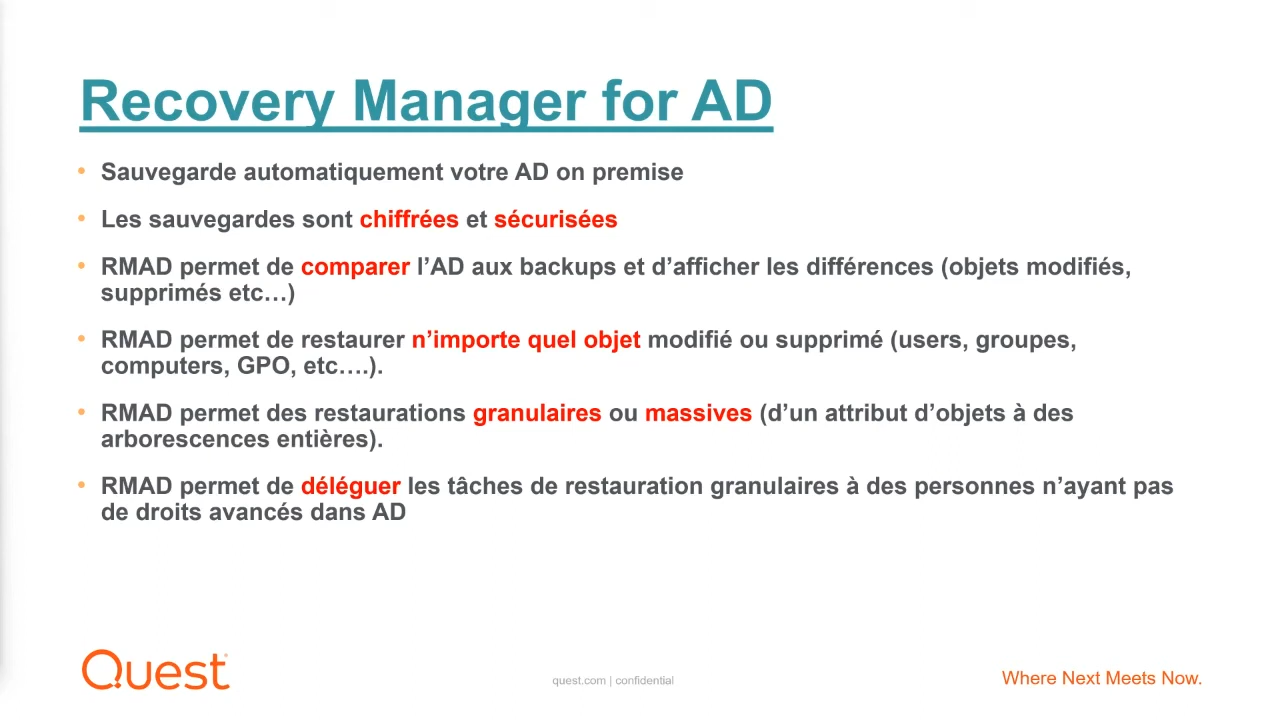 Recovery Manager for AD
• Sauvegarde automatiquement votre AD on premise
• Les sauvegardes sont chiffrées et sécurisées
• RMAD permet de comparer l’AD aux backups et d’afficher les différences (objets modifiés,
supprimés etc…)
• RMAD permet de restaurer n’importe quel objet modifié ou supprimé (users, groupes,
computers, GPO, etc….).
• RMAD permet des restaurations granulaires ou massives (d’un attribut d’objets à des
arborescences entières).
• RMAD permet de déléguer les tâches de restauration granulaires à des personnes n’ayant pas
de droits avancés dans AD
Quest
quest.com | confidential
Where Next Meets Now.